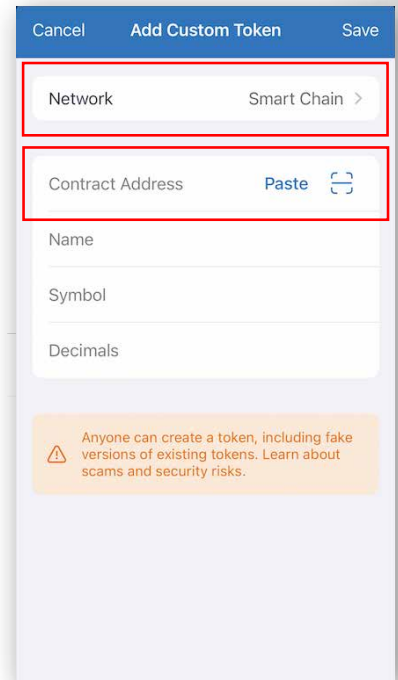 Cancel Add Custom Token Save
Network Smart Chain >
Contract Address Paste
Name
Symbol
Decimals
Anyone can create a token, including fake
versions of existing tokens. Learn about
scams and security risks.